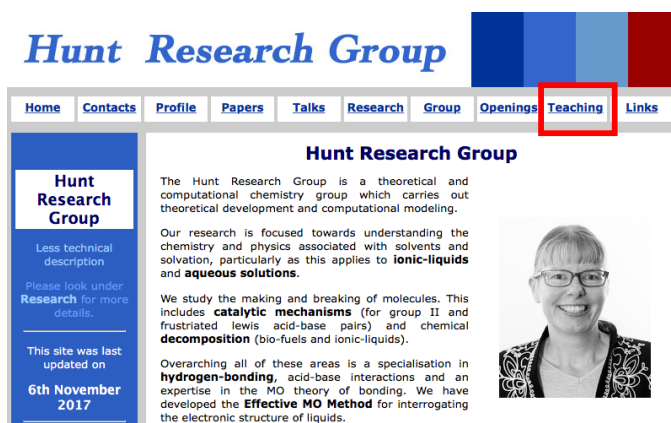 Hunt Research Group
Home Contacts Profile Papers Talks Research Group Openings Teaching Links
Hunt
Research
Group
Less technical
description
Please look under
Research for more
details.
This site was last
updated on
6th November
2017
Hunt Research Group
The Hunt Research Group is a theoretical and
computational chemistry group which carries out
theoretical development and computational modeling.
Our research is focused towards understanding the
chemistry and physics associated with solvents and
solvation, particularly as this applies to ionic-liquids
and aqueous solutions.
We study the making and breaking of molecules. This
includes catalytic mechanisms (for group II and
frustriated lewis acid-base pairs) and chemical
decomposition (bio-fuels and ionic-liquids).
Overarching all of these areas is a specialisation in
hydrogen-bonding, acid-base interactions and an
expertise in the MO theory of bonding. We have
developed the Effective MO Method for interrogating
the electronic structure of liquids.